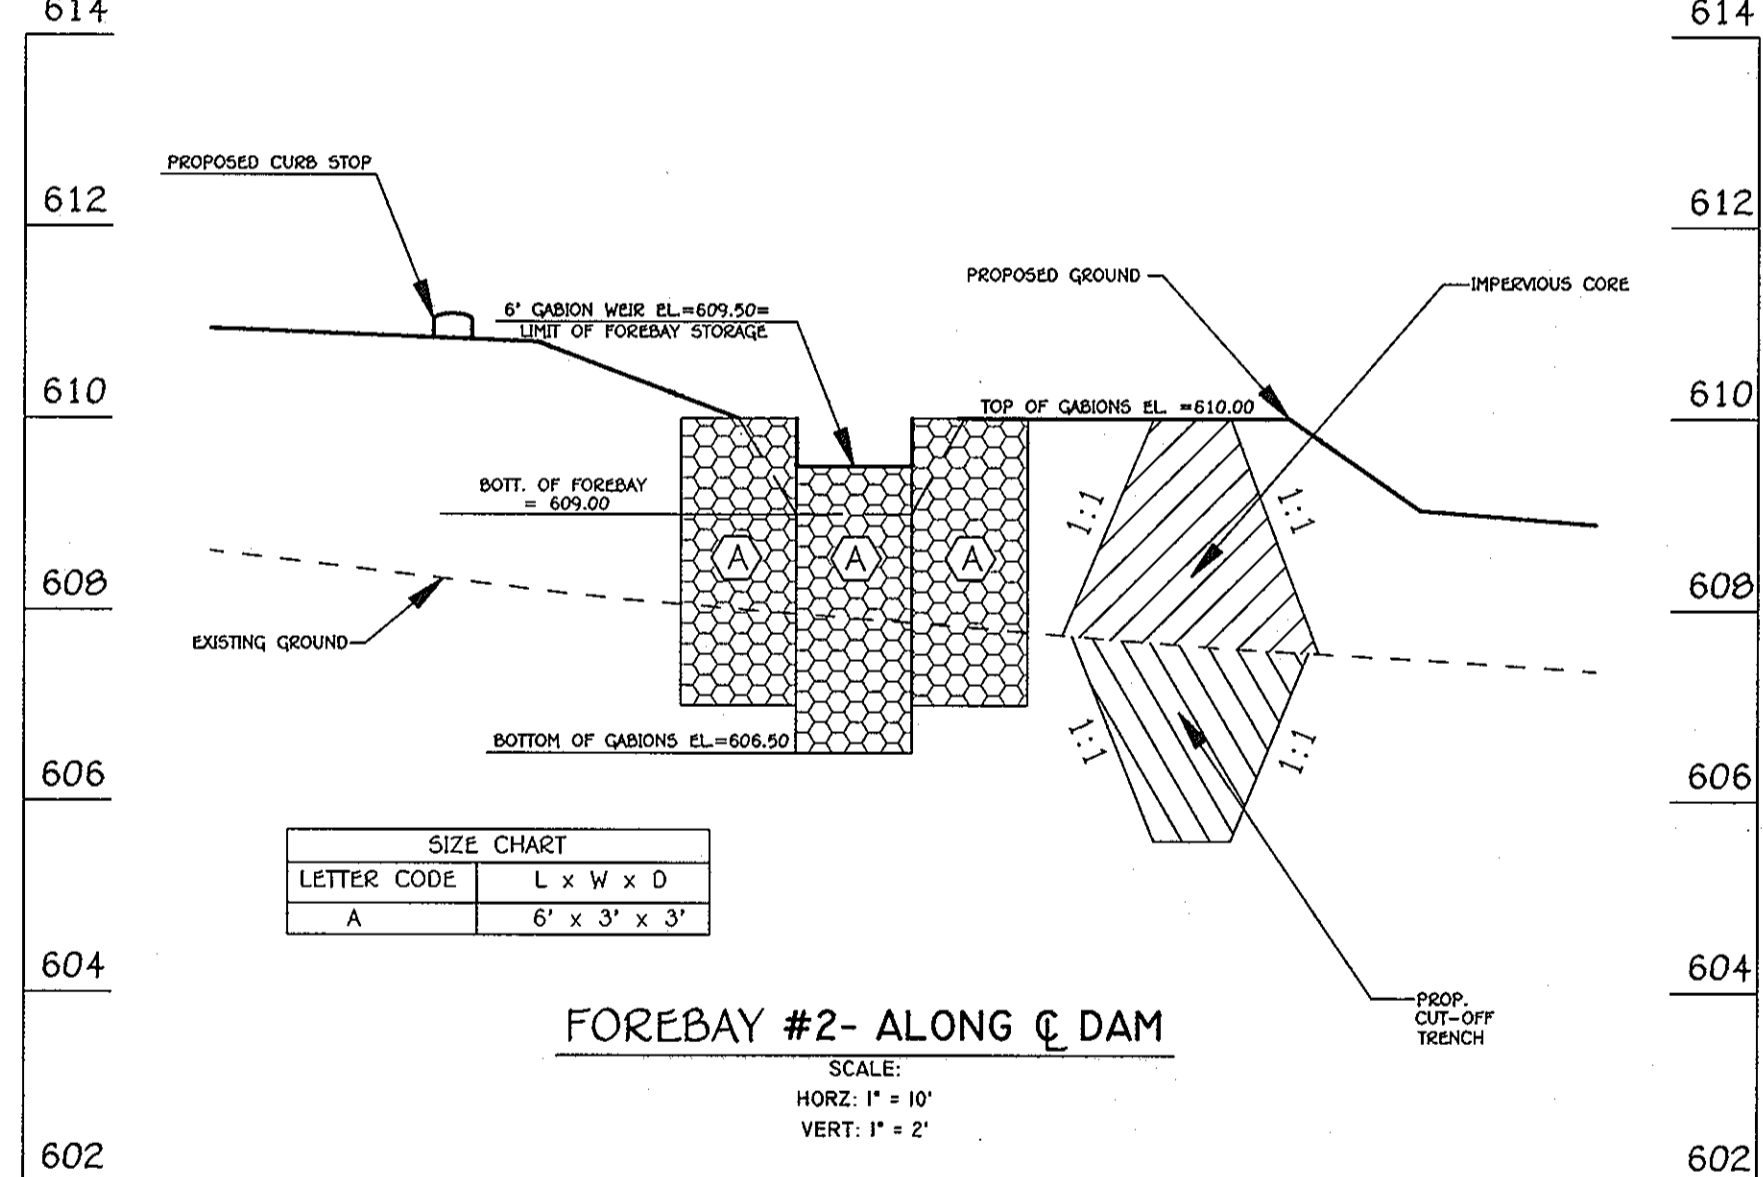 614 614
PROPOSED CURB STOP
612 612
PROPOSED GROUND
IMPERVIOUS CORE
6' GABION WEIR EL.=609.50=
LIMIT OF FOREBAY STORAGE
610 610
TOP OF GABIONS EL. =610.00
BOTT. OF FOREBAY
= 609.00
1:1 1:1
A A A
608 608
EXISTING GROUND
BOTTOM OF GABIONS EL=606.50
1:1 1:1
606 606
SIZE CHART
LETTER CODE L x W x D
A 6' x 3' x 3'
604 604
PROP.
CUT-OFF
TRENCH
FOREBAY #2- ALONG ℄ DAM
SCALE:
HORZ: 1" = 10'
VERT: 1" = 2'
602 602